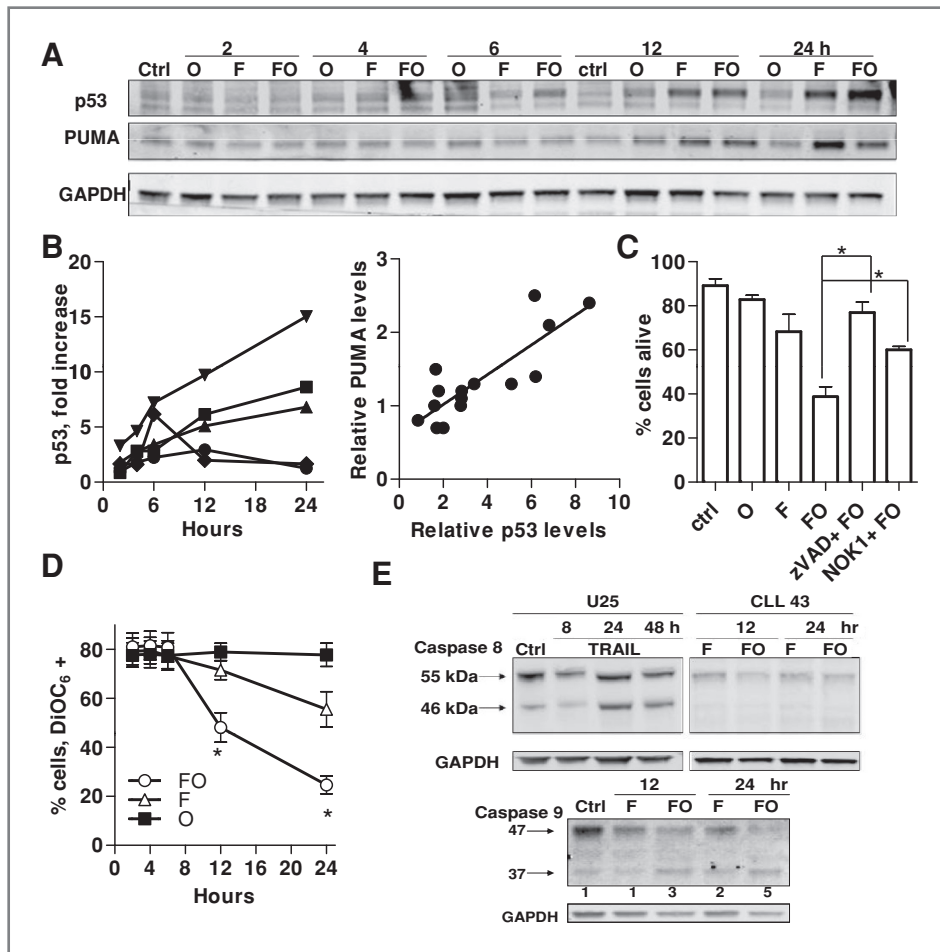 A
2 4 6 12 24 h
Ctrl O F FO O F FO O F FO ctrl O F FO O F FO
p53
PUMA
GAPDH
B
p53, fold increase
20
15
10
5
0
0 6 12 18 24
Hours
Relative PUMA levels
3
2
1
0
0 2 4 6 8 10
Relative p53 levels
C
% cells alive
100
80
60
40
20
0
* *
ctrl
O
F
FO
zVAD+ FO
NOK1+ FO
D
% cells, DiOC6 +
80
60
40
20
0
*
*
FO
F
O
0 4 8 12 16 20 24
Hours
E
U25 CLL 43
8 24 48 h 12 24 hr
Caspase 8 Ctrl TRAIL F FO F FO
55 kDa
46 kDa
GAPDH
12 24 hr
Caspase 9 Ctrl F FO F FO
47
37
1 1 3 2 5
GAPDH